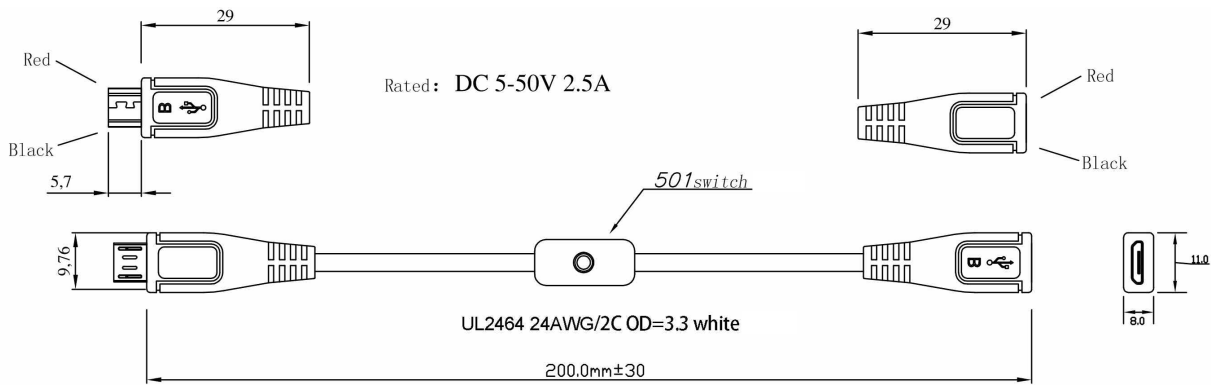 29
29
Red
Rated: DC 5-50V 2.5A
Red
B
Black
Black
5,7
501switch
9,76
B
11.0
8.0
UL2464 24AWG/2C OD=3.3 white
200.0mm±30